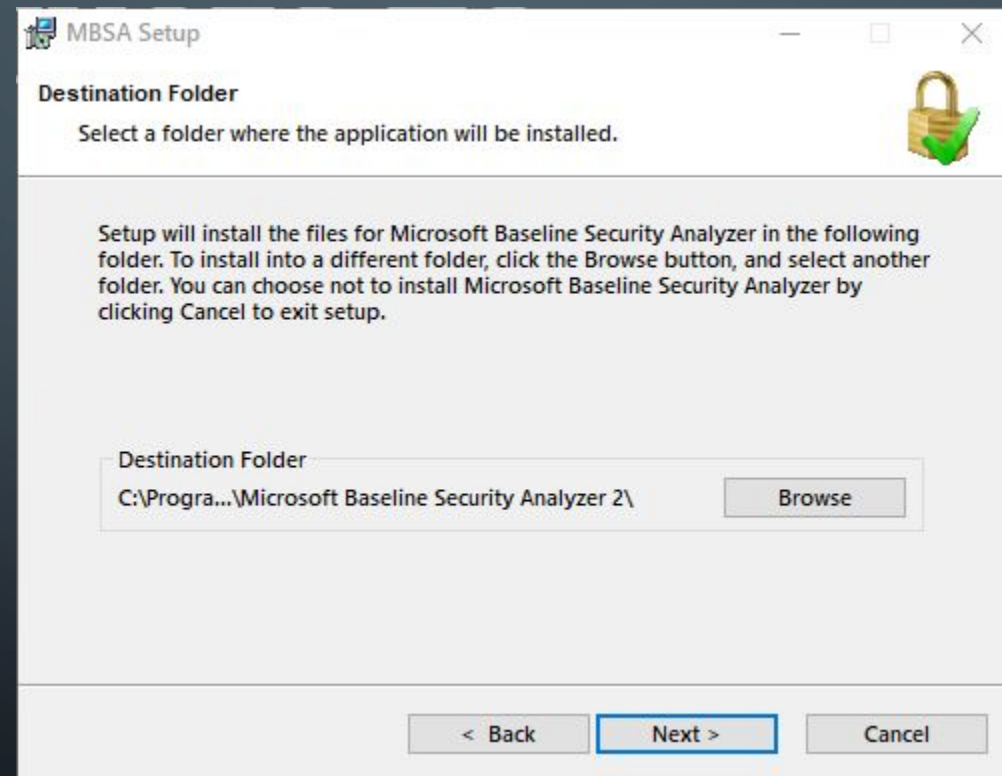 MBSA Setup
Destination Folder
Select a folder where the application will be installed.
Setup will install the files for Microsoft Baseline Security Analyzer in the following
folder. To install into a different folder, click the Browse button, and select another
folder. You can choose not to install Microsoft Baseline Security Analyzer by
clicking Cancel to exit setup.
Destination Folder
C:\Progra...\Microsoft Baseline Security Analyzer 2\
Browse
< Back
Next >
Cancel